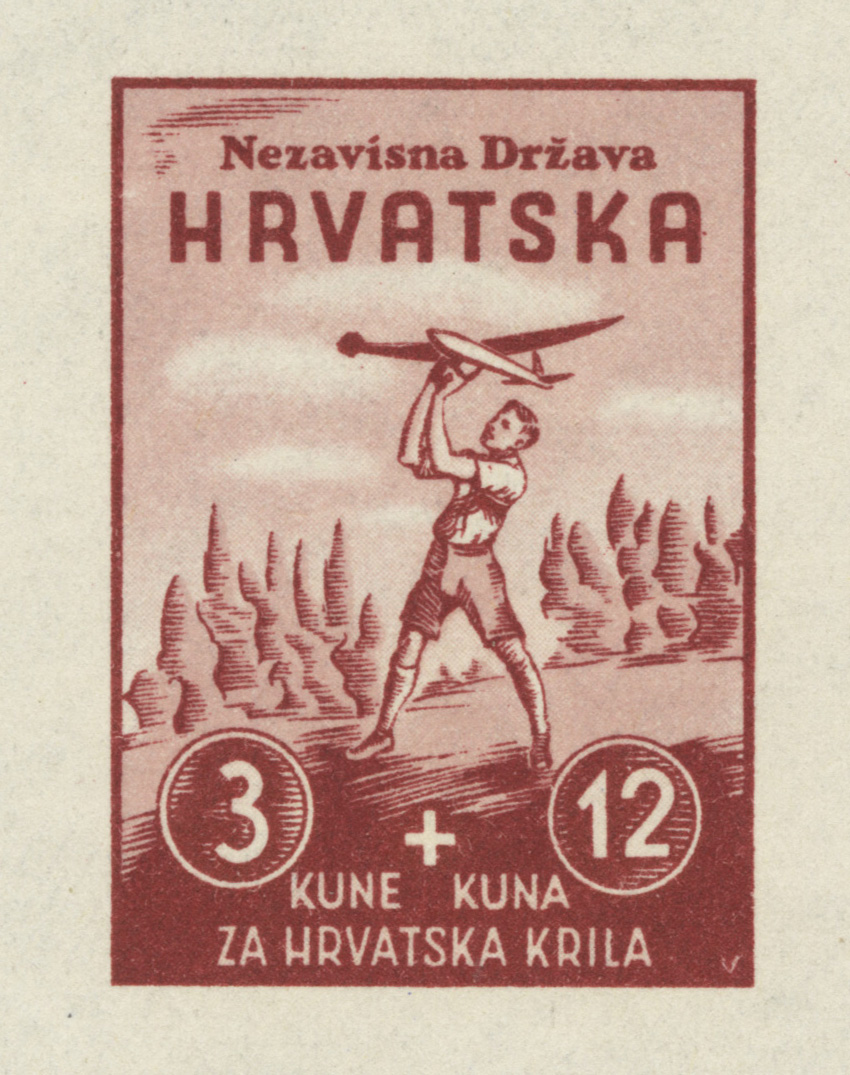 Nezavisna Država
HRVATSKA
3 + 12
KUNE KUNA
ZA HRVATSKA KRILA
V